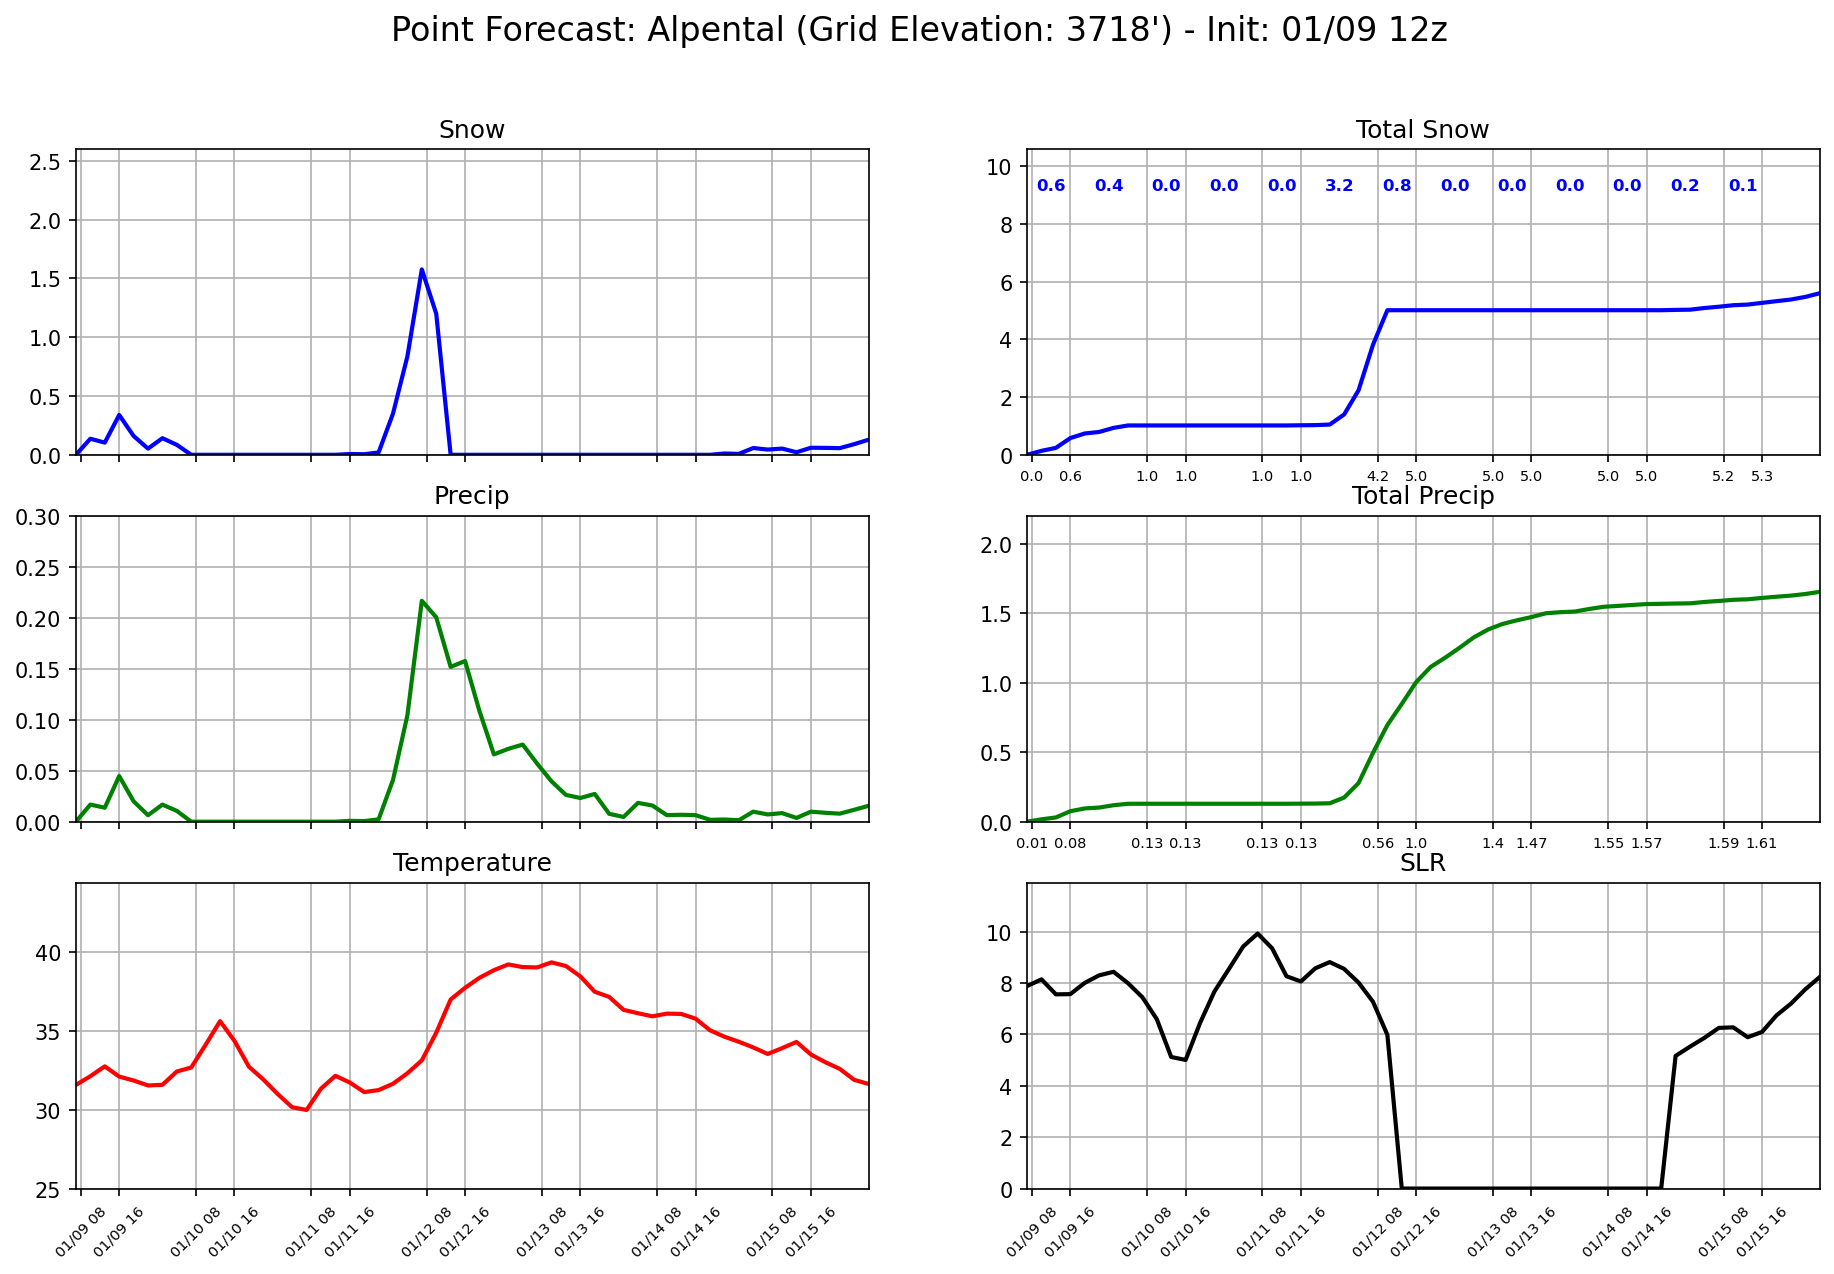 Point Forecast: Alpental (Grid Elevation: 3718') - Init: 01/09 12z
Snow
2.5
2.0
1.5
1.0
0.5
0.0
Total Snow
10
8
6
4
2
0
0.6 0.4 0.0 0.0 0.0 3.2 0.8 0.0 0.0 0.0 0.0 0.2 0.1
0.0 0.6 1.0 1.0 1.0 1.0 4.2 5.0 5.0 5.0 5.0 5.0 5.2 5.3
Precip
0.30
0.25
0.20
0.15
0.10
0.05
0.00
Total Precip
2.0
1.5
1.0
0.5
0.0
0.01 0.08 0.13 0.13 0.13 0.13 0.56 1.0 1.4 1.47 1.55 1.57 1.59 1.61
Temperature
40
35
30
25
01/09 08 01/09 16 01/10 08 01/10 16 01/11 08 01/11 16 01/12 08 01/12 16 01/13 08 01/13 16 01/14 08 01/14 16 01/15 08 01/15 16
SLR
10
8
6
4
2
0
01/09 08 01/09 16 01/10 08 01/10 16 01/11 08 01/11 16 01/12 08 01/12 16 01/13 08 01/13 16 01/14 08 01/14 16 01/15 08 01/15 16